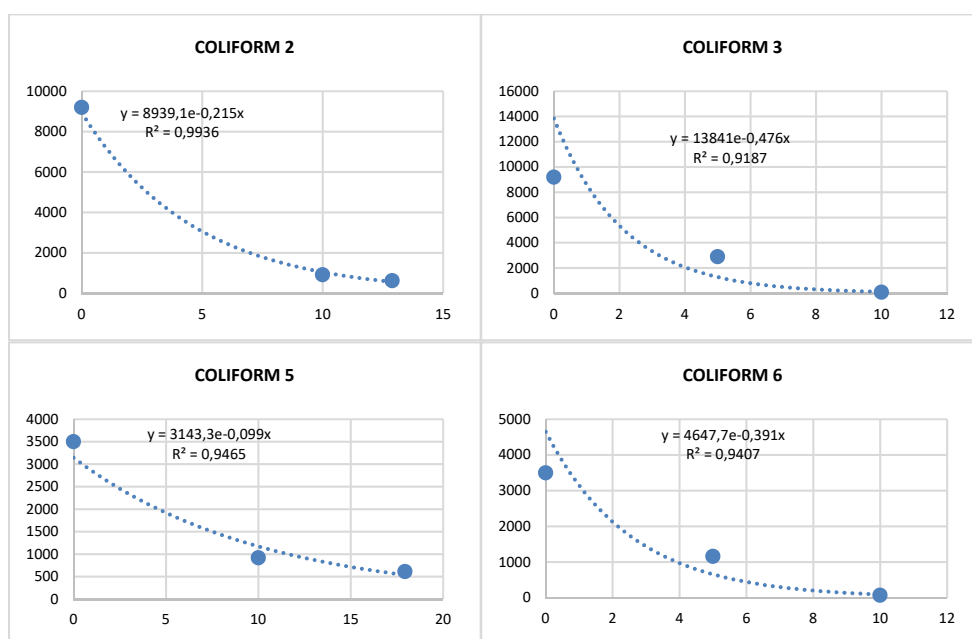 COLIFORM 2
10000
8000
6000
4000
2000
0
y = 8939,1e-0,215x
R² = 0,9936
0 5 10 15
COLIFORM 3
16000
14000
12000
10000
8000
6000
4000
2000
0
y = 13841e-0,476x
R² = 0,9187
0 2 4 6 8 10 12
COLIFORM 5
4000
3500
3000
2500
2000
1500
1000
500
0
y = 3143,3e-0,099x
R² = 0,9465
0 5 10 15 20
COLIFORM 6
5000
4000
3000
2000
1000
0
y = 4647,7e-0,391x
R² = 0,9407
0 2 4 6 8 10 12